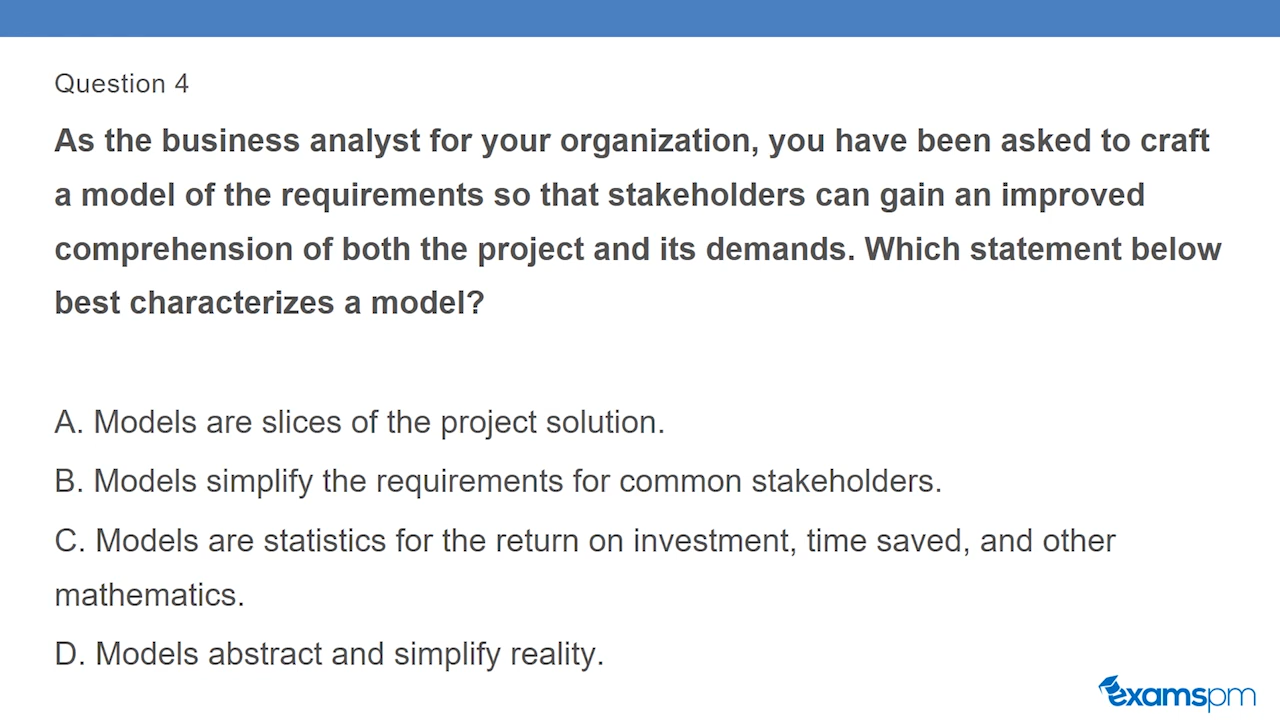 Question 4
As the business analyst for your organization, you have been asked to craft
a model of the requirements so that stakeholders can gain an improved
comprehension of both the project and its demands. Which statement below
best characterizes a model?
A. Models are slices of the project solution.
B. Models simplify the requirements for common stakeholders.
C. Models are statistics for the return on investment, time saved, and other
mathematics.
D. Models abstract and simplify reality.
examspm